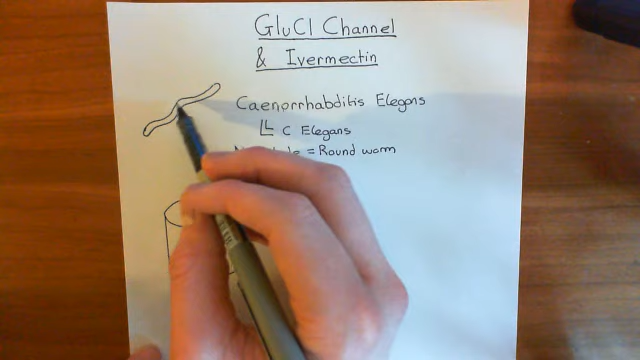 GluCl Channel
& Ivermectin
Caenorrhabditis Elegans
C Elegans
= Round worm